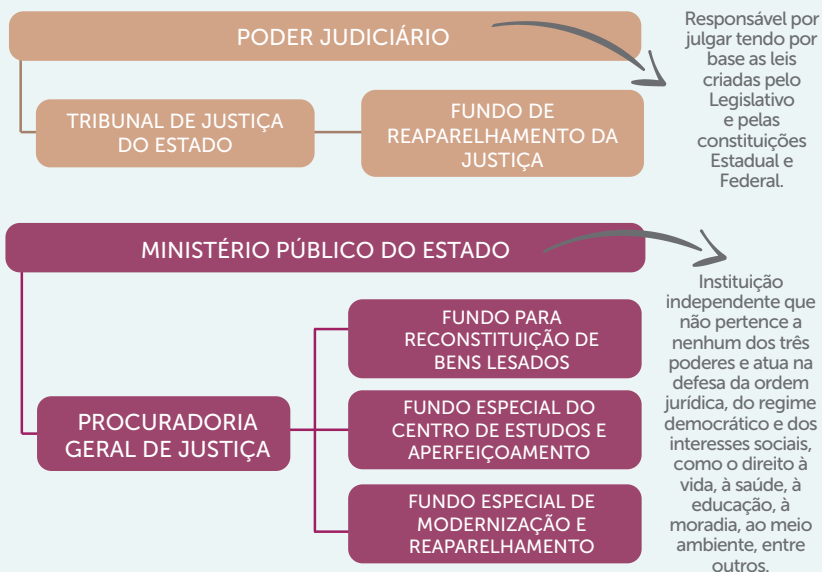 PODER JUDICIÁRIO
Responsável por
julgar tendo por
base as leis
criadas pelo
Legislativo
e pelas
constituições
Estadual e
Federal.
TRIBUNAL DE JUSTIÇA
DO ESTADO
FUNDO DE
REAPARELHAMENTO DA
JUSTIÇA
MINISTÉRIO PÚBLICO DO ESTADO
Instituição
independente que
não pertence a
nenhum dos três
poderes e atua na
defesa da ordem
jurídica, do regime
democrático e dos
interesses sociais,
como o direito à
vida, à saúde, à
educação, à
moradia, ao meio
ambiente, entre
outros.
PROCURADORIA
GERAL DE JUSTIÇA
FUNDO PARA
RECONSTITUIÇÃO DE
BENS LESADOS
FUNDO ESPECIAL DO
CENTRO DE ESTUDOS E
APERFEIÇOAMENTO
FUNDO ESPECIAL DE
MODERNIZAÇÃO E
REAPARELHAMENTO